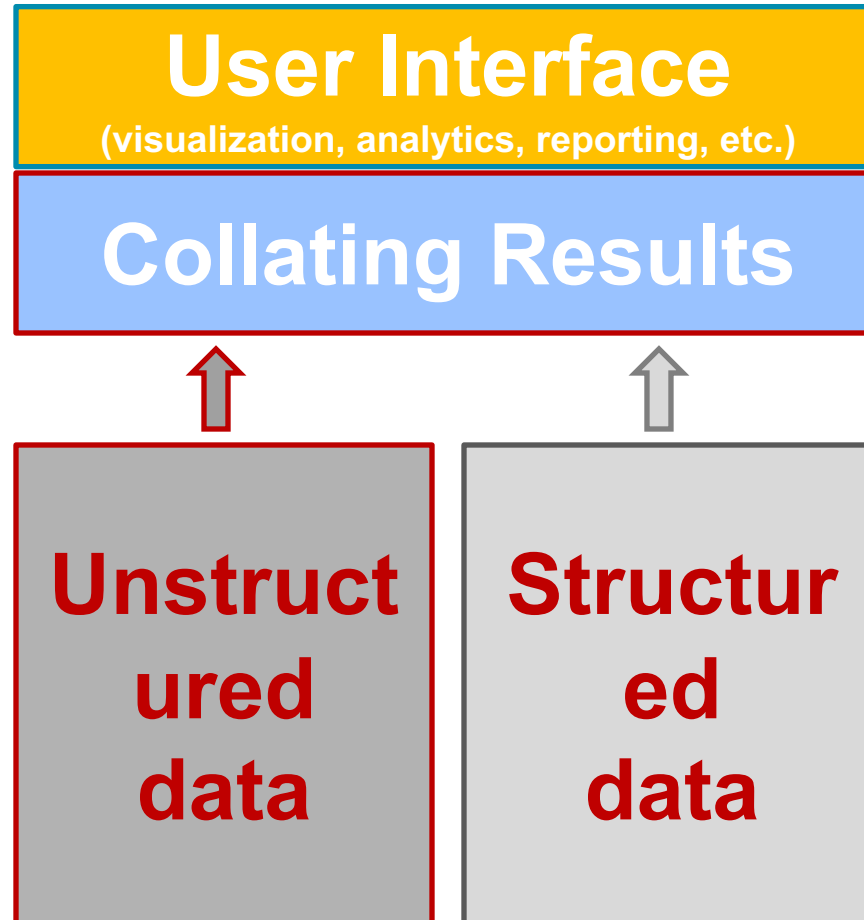 User Interface
(visualization, analytics, reporting, etc.)
Collating Results
Unstruct
ured
data
Structur
ed
data